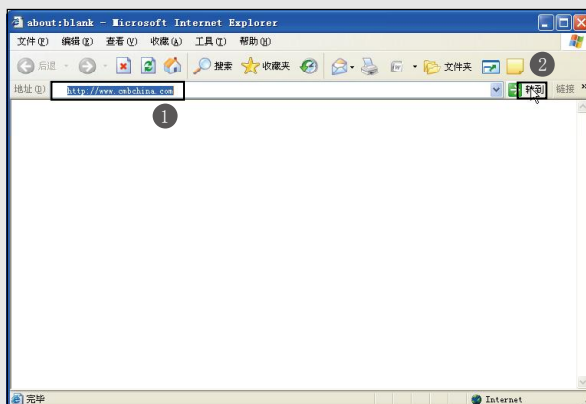 about:blank - Microsoft Internet Explorer
文件(F) 编辑(E) 查看(V) 收藏(A) 工具(T) 帮助(H)
后退 搜索 收藏夹 文件夹 2
地址(D) http://www.cmbchina.com 转到 链接 »
1
完毕 Internet